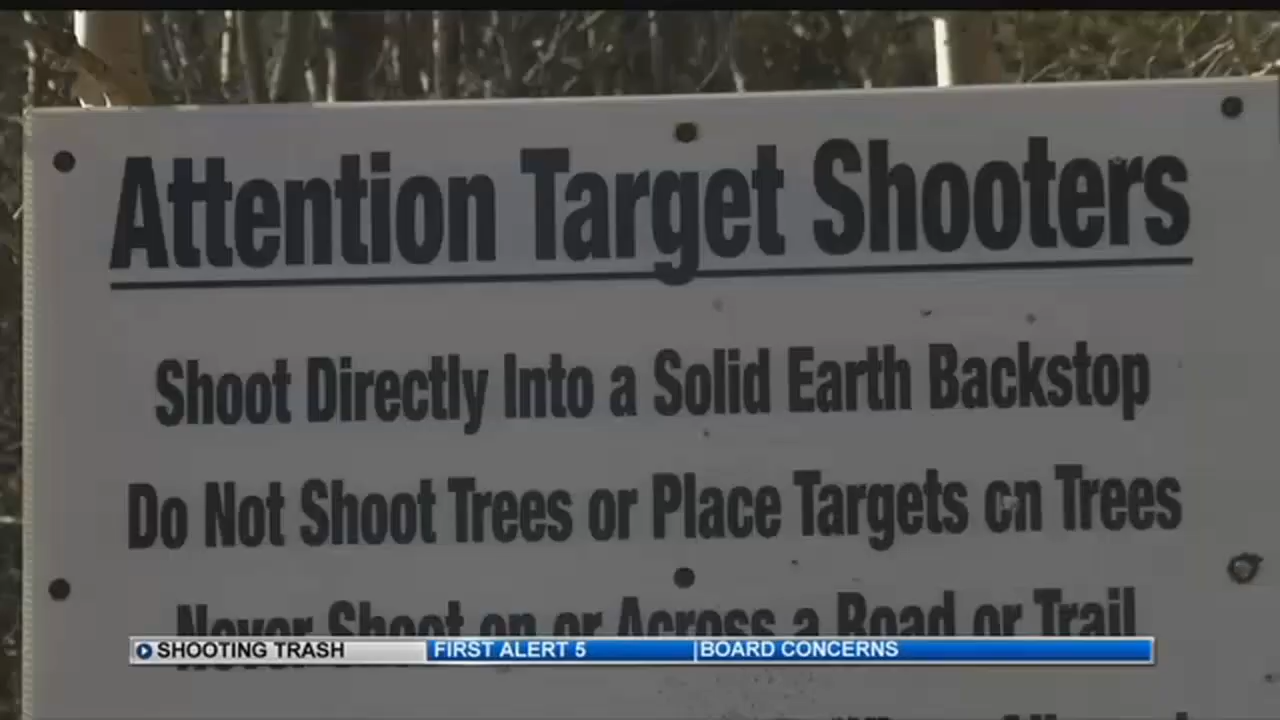 Attention Target Shooters
Shoot Directly Into a Solid Earth Backstop
Do Not Shoot Trees or Place Targets on Trees
Never Shoot on or Across a Road or Trail
SHOOTING TRASH FIRST ALERT 5 BOARD CONCERNS